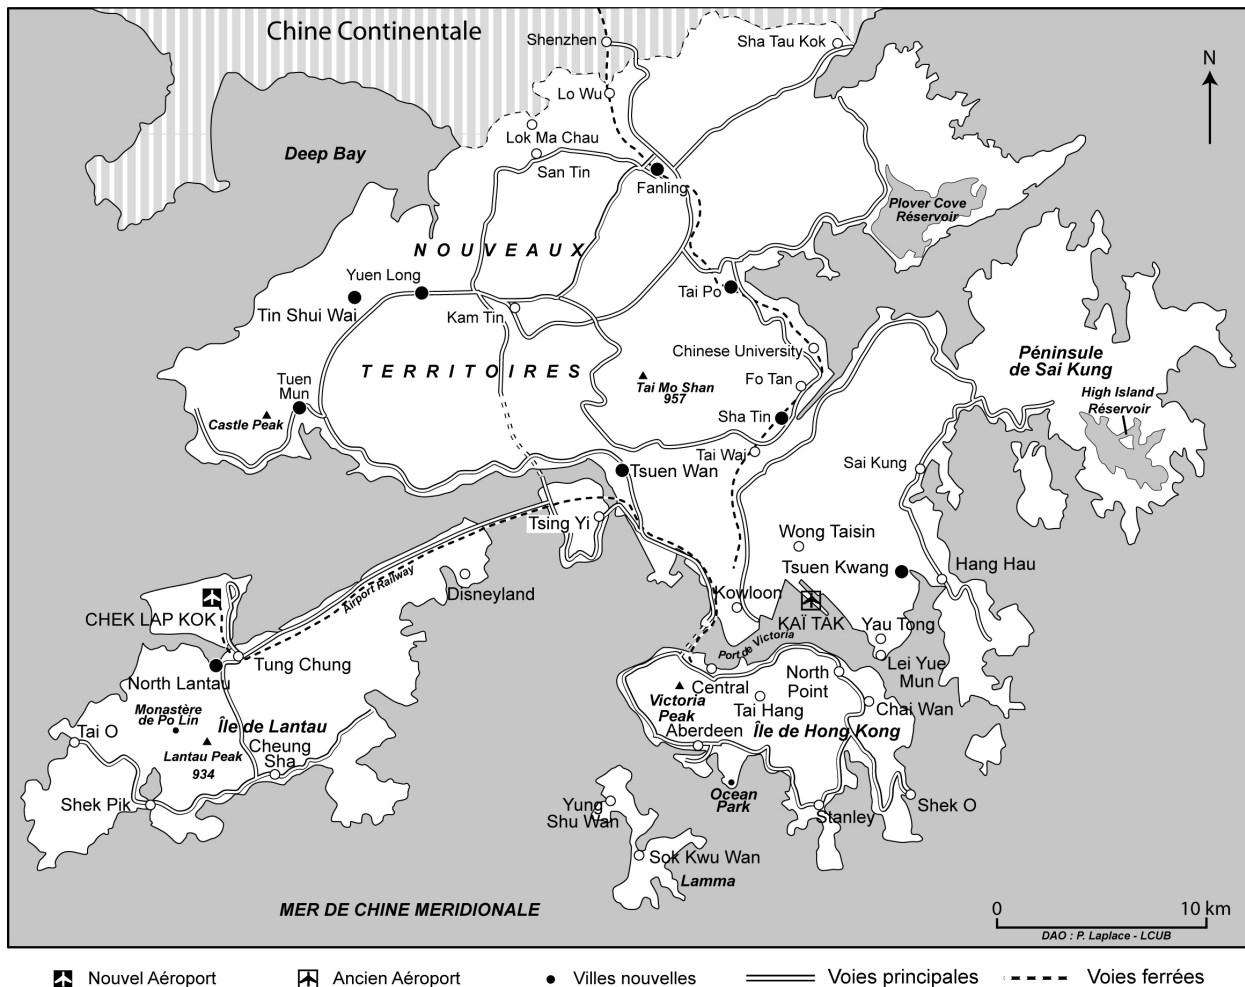 Chine Continentale
Shenzhen
Sha Tau Kok
N
Lo Wu
Lok Ma Chau
Deep Bay
San Tin
Fanling
Plover Cove
Réservoir
NOUVEAUX
Yuen Long
Tai Po
Tin Shui Wai
Kam Tin
Chinese University
Péninsule
de Sai Kung
TERRITOIRES
Tuen
Mun
Tai Mo Shan
957
Fo Tan
High Island
Réservoir
Castle Peak
Sha Tin
Tai Wai
Sai Kung
Tsuen Wan
Tsing Yi
Wong Taisin
Tsuen Kwang
Hang Hau
Airport Railway
Disneyland
Kowloon
CHEK LAP KOK
KAÏ TAK
Yau Tong
Port de Victoria
Tung Chung
Lei Yue
Mun
North Lantau
Central
North
Point
Victoria
Peak
Tai Hang
Chai Wan
Monastère
de Po Lin
Île de Lantau
Tai O
Aberdeen
Île de Hong Kong
Lantau Peak
934
Cheung
Sha
Shek Pik
Ocean
Park
Yung
Shu Wan
Stanley
Shek O
Sok Kwu Wan
Lamma
MER DE CHINE MERIDIONALE
0 10 km
DAO : P. Laplace - LCUB
Nouvel Aéroport
Ancien Aéroport
Villes nouvelles
Voies principales
Voies ferrées